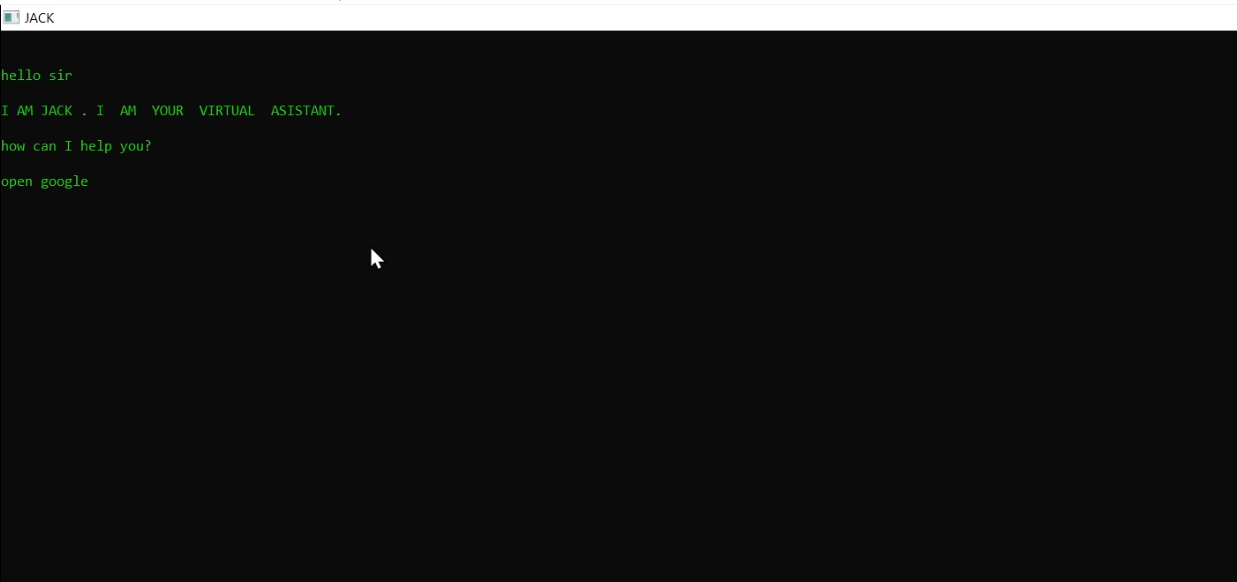 JACK
hello sir
I AM JACK . I  AM  YOUR  VIRTUAL  ASISTANT.
how can I help you?
open google